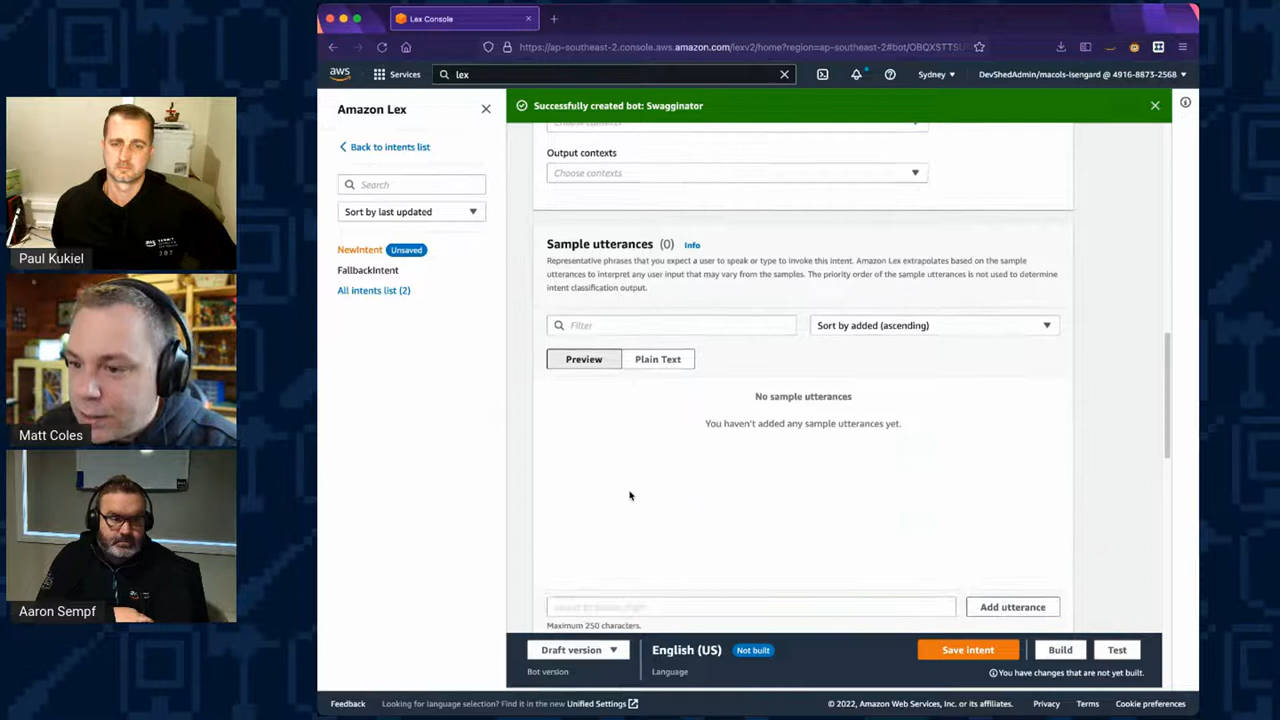 Lex Console
https://ap-southeast-2.console.aws.amazon.com/lexv2/home?region=ap-southeast-2#bot/OBQXSTTSU
aws
Services
lex
Sydney
DevShedAdmin/macols-Isengard @ 4916-8873-2568
Amazon Lex
Back to intents list
Search
Sort by last updated
NewIntent Unsaved
FallbackIntent
All intents list (2)
Successfully created bot: Swagginator
Choose contexts
Output contexts
Choose contexts
Sample utterances (0) Info
Representative phrases that you expect a user to speak or type to invoke this intent. Amazon Lex extrapolates based on the sample
utterances to interpret any user input that may vary from the samples. The priority order of the sample utterances is not used to determine
intent classification output.
Filter
Sort by added (ascending)
Preview
Plain Text
No sample utterances
You haven't added any sample utterances yet.
Add utterance
Maximum 250 characters.
Draft version
Bot version
English (US) Not built
Language
Save intent
Build
Test
You have changes that are not yet built.
Feedback
Looking for language selection? Find it in the new Unified Settings
© 2022, Amazon Web Services, Inc. or its affiliates.
Privacy
Terms
Cookie preferences
Paul Kukiel
Matt Coles
Aaron Sempf